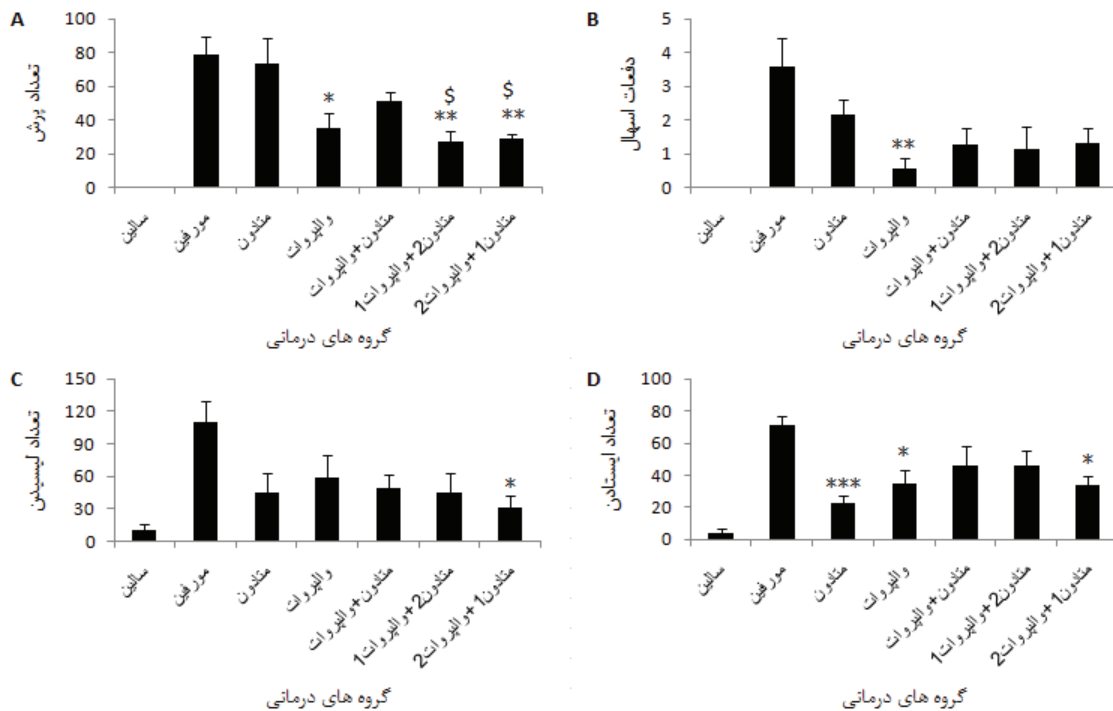 A
100
80
60
40
20
0
تعداد پرش
*
$
**
$
**
سالین
مورفین
متادون
والپروات
متادون+والپروات
متادون2+والپروات1
متادون1+والپروات2
گروه های درمانی
B
5
4
3
2
1
0
دفعات اسهال
**
سالین
مورفین
متادون
والپروات
متادون+والپروات
متادون2+والپروات1
متادون1+والپروات2
گروه های درمانی
C
150
120
90
60
30
0
تعداد لیسیدن
*
سالین
مورفین
متادون
والپروات
متادون+والپروات
متادون2+والپروات1
متادون1+والپروات2
گروه های درمانی
D
100
80
60
40
20
0
تعداد ایستادن
***
*
*
سالین
مورفین
متادون
والپروات
متادون+والپروات
متادون2+والپروات1
متادون1+والپروات2
گروه های درمانی